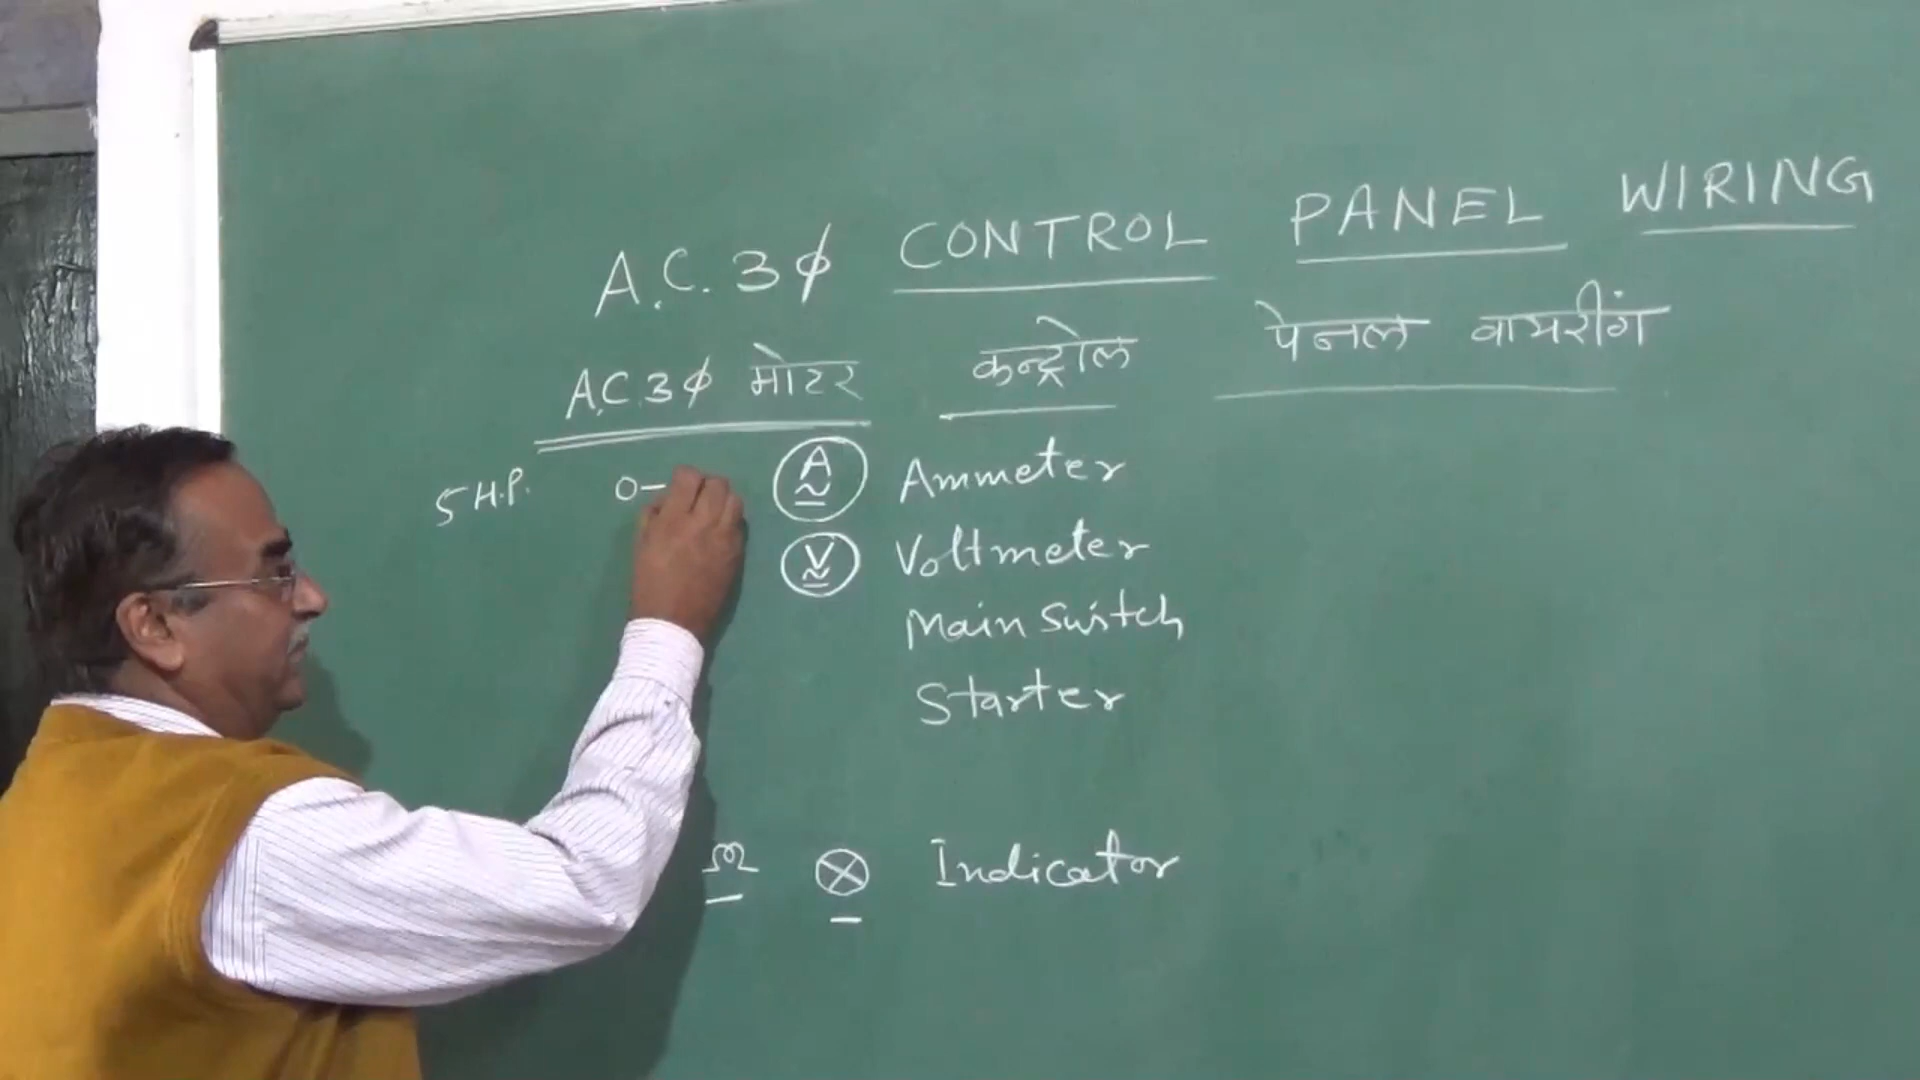 A.C. 3ϕ CONTROL PANEL WIRING
A.C. 3ϕ मोटर कन्ट्रोल पेनल वायरींग
5 H.P. 0- A Ammeter
V Voltmeter
Main Switch
Starter
Indicator